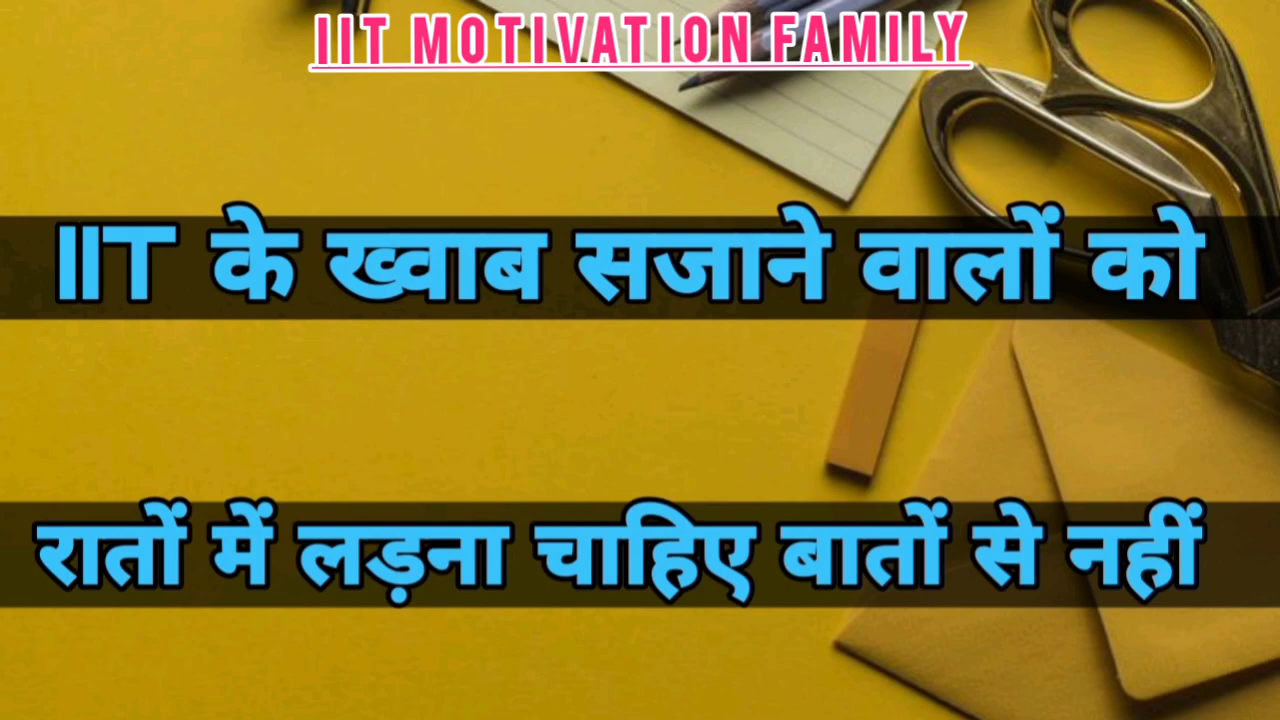 IIT MOTIVATION FAMILY
IIT के ख्वाब सजाने वालों को
रातों में लड़ना चाहिए बातों से नहीं